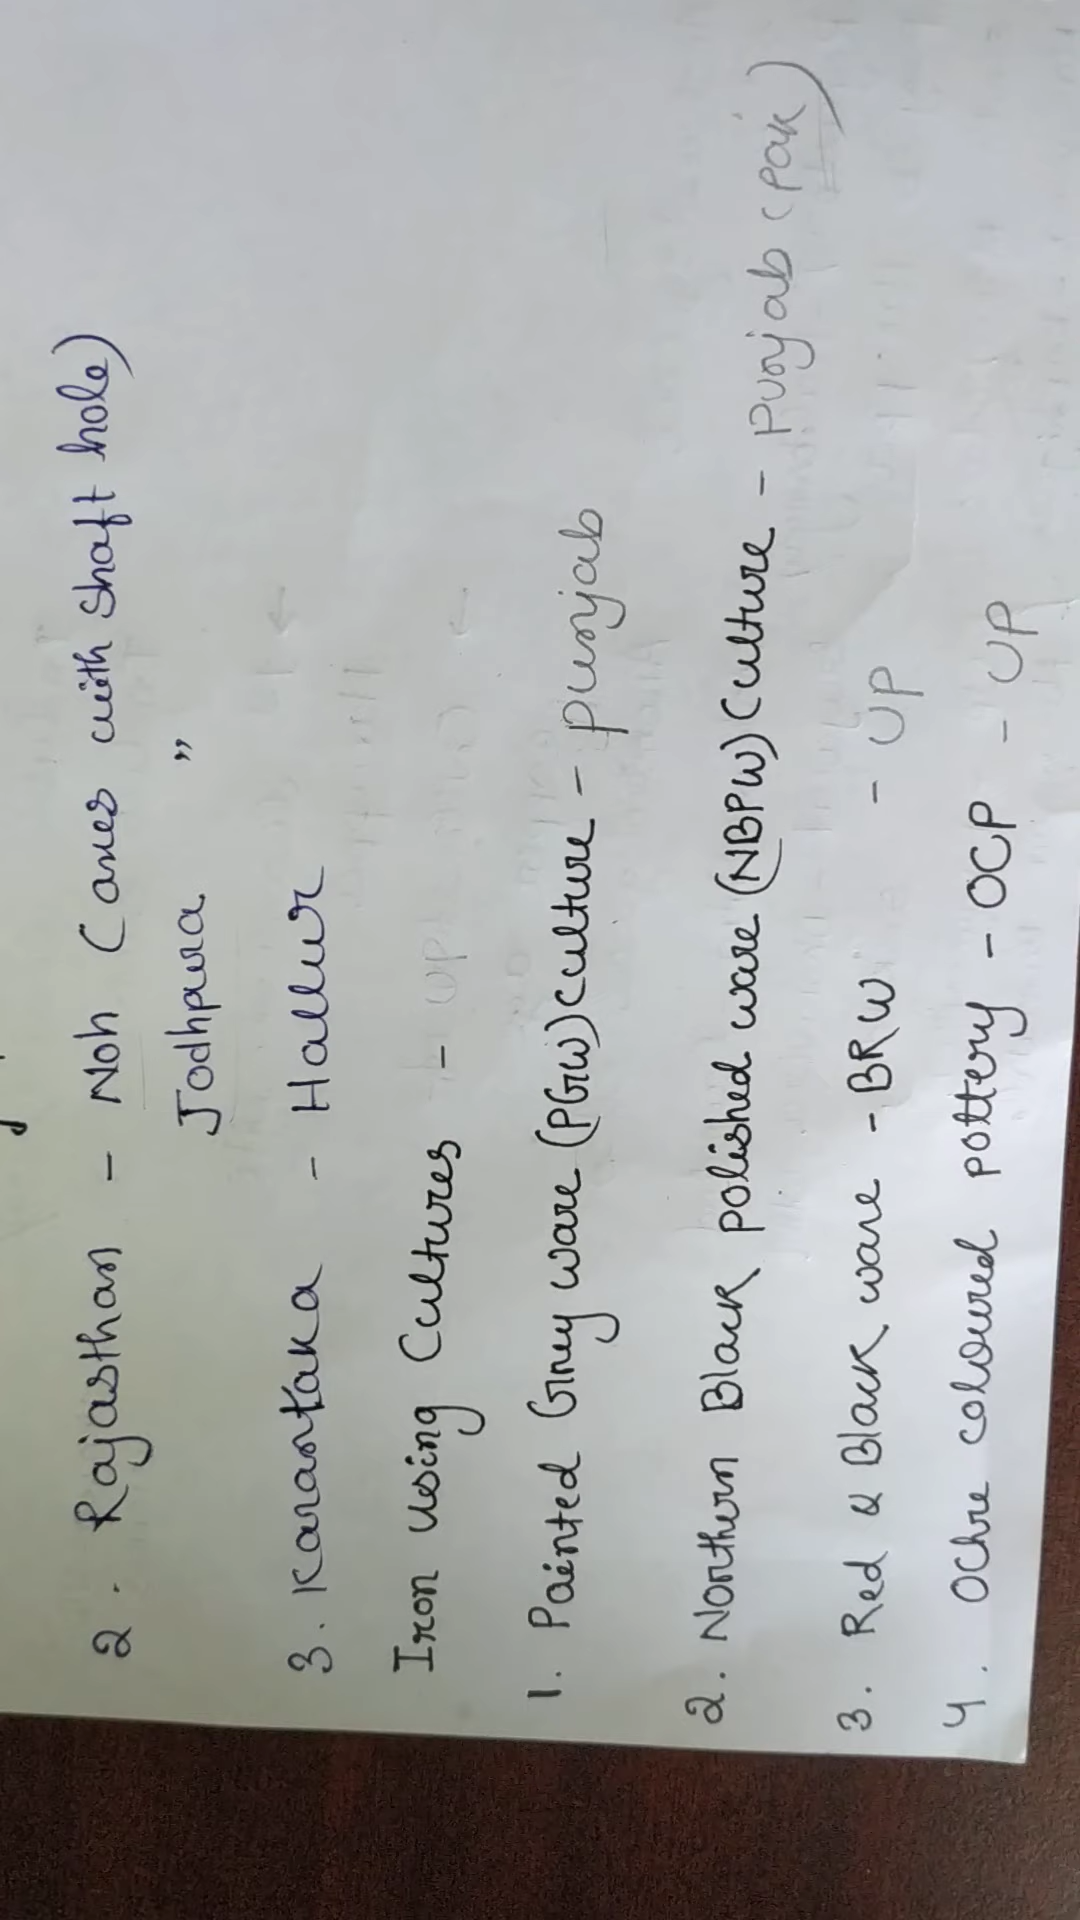 2. Rajasthan - Noh (axes with shaft hole)
Jodhpura "
3. Karantaka - Hallur
Iron using Cultures - UP
1. Painted Grey ware (PGW) Culture - Punjab
2. Northern Black polished ware (NBPW) Culture - Punjab (Pak)
3. Red & Black ware - BRW - UP
4. Ochre coloured pottery - OCP - UP